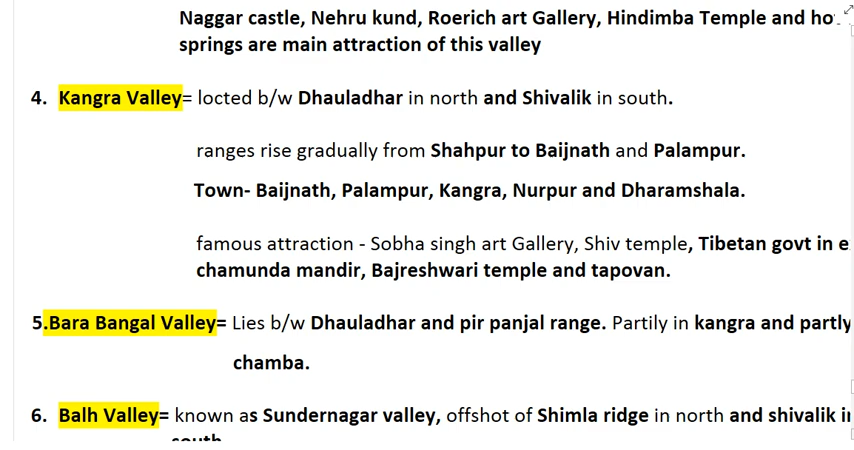 Naggar castle, Nehru kund, Roerich art Gallery, Hindimba Temple and
springs are main attraction of this valley
4. Kangra Valley= locted b/w Dhauladhar in north and Shivalik in south.
ranges rise gradually from Shahpur to Baijnath and Palampur.
Town- Baijnath, Palampur, Kangra, Nurpur and Dharamshala.
famous attraction - Sobha singh art Gallery, Shiv temple, Tibetan govt in
chamunda mandir, Bajreshwari temple and tapovan.
5.Bara Bangal Valley= Lies b/w Dhauladhar and pir panjal range. Partily in kangra and partly
chamba.
6. Balh Valley= known as Sundernagar valley, offshot of Shimla ridge in north and shivalik